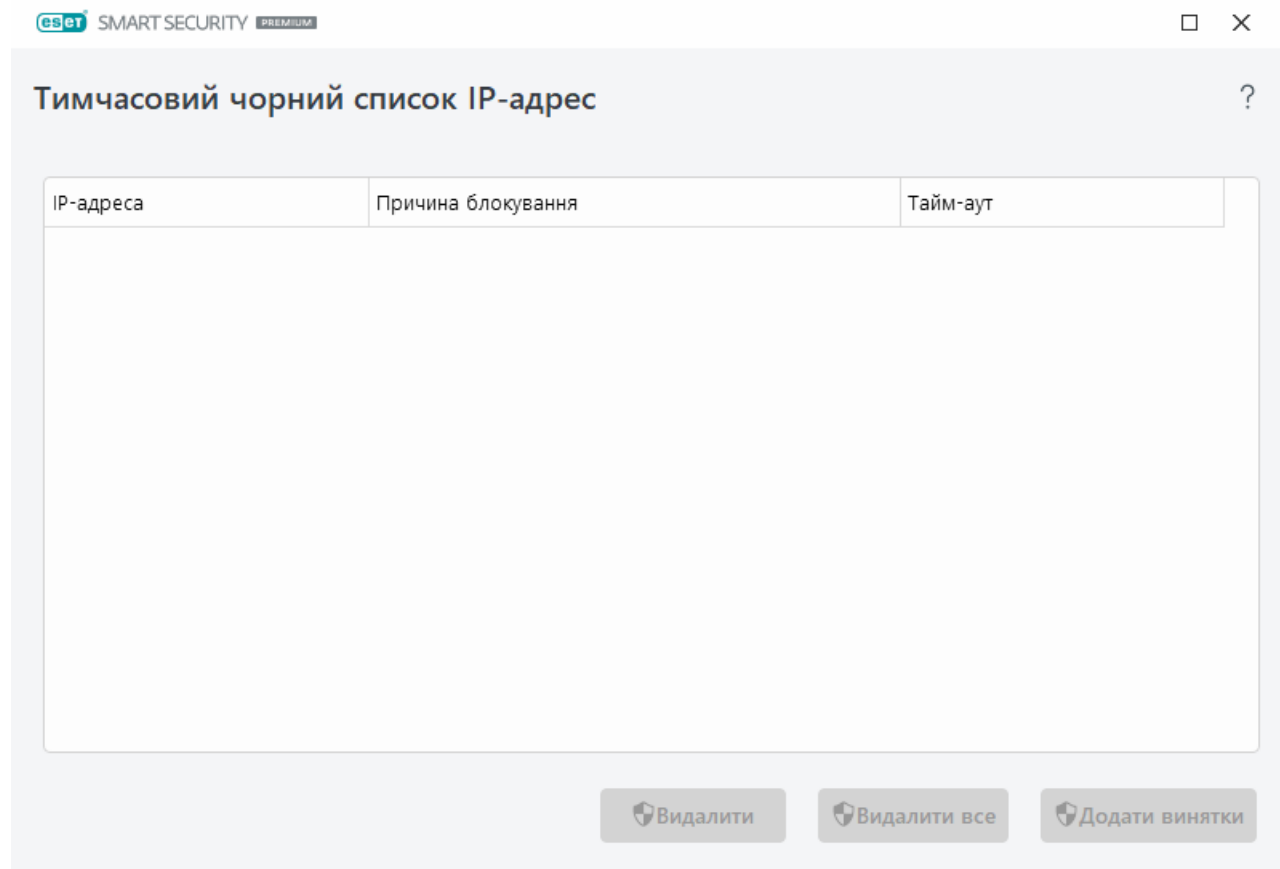 eset SMART SECURITY PREMIUM
Тимчасовий чорний список IP-адрес
?
IP-адреса Причина блокування Тайм-аут
Видалити Видалити все Додати винятки